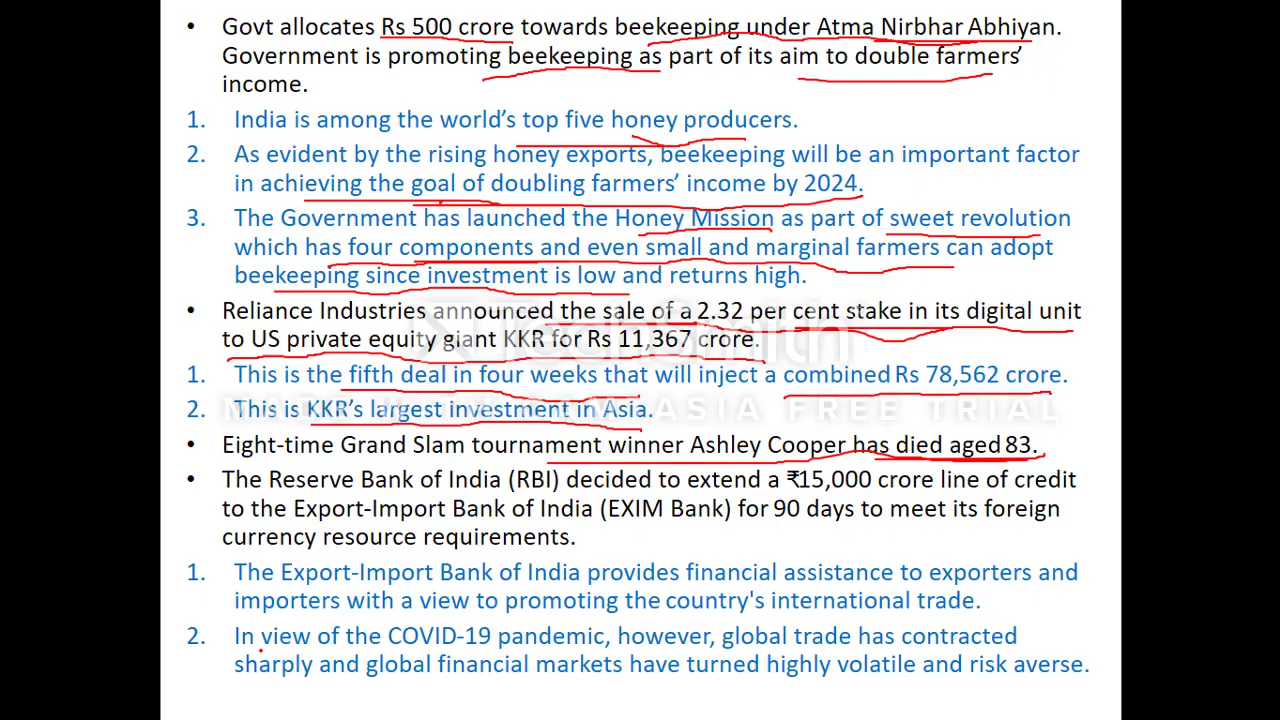 • Govt allocates Rs 500 crore towards beekeeping under Atma Nirbhar Abhiyan.
Government is promoting beekeeping as part of its aim to double farmers’
income.
1. India is among the world’s top five honey producers.
2. As evident by the rising honey exports, beekeeping will be an important factor
in achieving the goal of doubling farmers’ income by 2024.
3. The Government has launched the Honey Mission as part of sweet revolution
which has four components and even small and marginal farmers can adopt
beekeeping since investment is low and returns high.
• Reliance Industries announced the sale of a 2.32 per cent stake in its digital unit
to US private equity giant KKR for Rs 11,367 crore.
TechSmith
1. This is the fifth deal in four weeks that will inject a combined Rs 78,562 crore.
2. This is KKR’s largest investment in Asia.
MADE WITH CAMTASIA FREE TRIAL
• Eight-time Grand Slam tournament winner Ashley Cooper has died aged 83.
• The Reserve Bank of India (RBI) decided to extend a ₹15,000 crore line of credit
to the Export-Import Bank of India (EXIM Bank) for 90 days to meet its foreign
currency resource requirements.
1. The Export-Import Bank of India provides financial assistance to exporters and
importers with a view to promoting the country's international trade.
2. In view of the COVID-19 pandemic, however, global trade has contracted
sharply and global financial markets have turned highly volatile and risk averse.